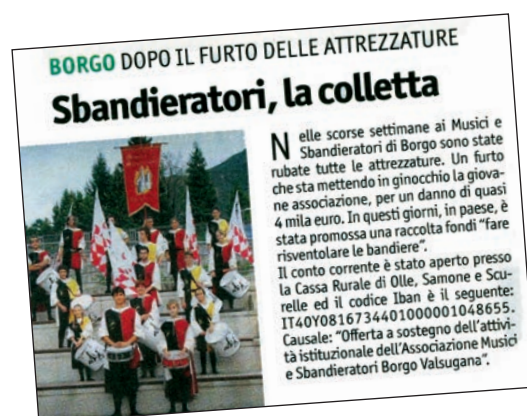 BORGO DOPO IL FURTO DELLE ATTREZZATURE
Sbandieratori, la colletta
Nelle scorse settimane ai Musici e
Sbandieratori di Borgo sono state
rubate tutte le attrezzature. Un furto
che sta mettendo in ginocchio la giova-
ne associazione, per un danno di quasi
4 mila euro. In questi giorni, in paese, è
stata promossa una raccolta fondi “fare
risventolare le bandiere”.
Il conto corrente è stato aperto presso
la Cassa Rurale di Olle, Samone e Scu-
relle ed il codice Iban è il seguente:
IT40Y0816734401000001048655.
Causale: “Offerta a sostegno dell’attivi-
tà istituzionale dell’Associazione Musici
e Sbandieratori Borgo Valsugana”.